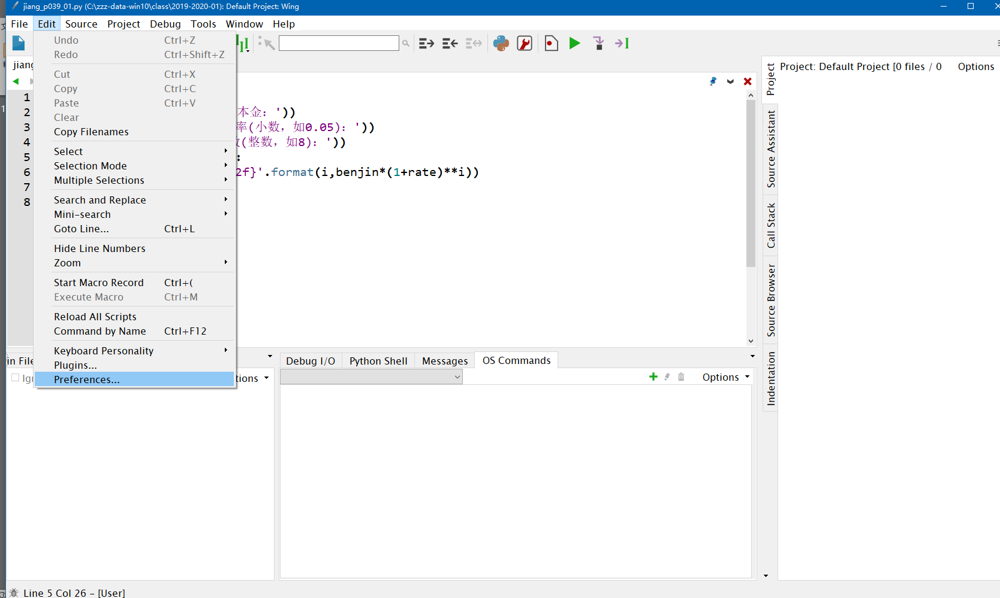 jiang_p039_01.py (C:\zzz-data-win10\class\2019-2020-01): Default Project: Wing
File Edit Source Project Debug Tools Window Help
Undo Ctrl+Z
Redo Ctrl+Shift+Z
Cut Ctrl+X
Copy Ctrl+C
Paste Ctrl+V
Clear
Copy Filenames
Select
Selection Mode
Multiple Selections
Search and Replace
Mini-search
Goto Line... Ctrl+L
Hide Line Numbers
Zoom
Start Macro Record Ctrl+(
Execute Macro Ctrl+M
Reload All Scripts
Command by Name Ctrl+F12
Keyboard Personality
Plugins...
Preferences...
jiang
1
2 本金: '))
3 率(小数，如0.05): '))
4 (整数，如8): '))
5 :
6 2f}'.format(i,benjin*(1+rate)**i))
7
8
Project: Default Project [0 files / 0 Options
Project
Source Assistant
Call Stack
Source Browser
Indentation
in File
Ign
tions
Debug I/O Python Shell Messages OS Commands
Options
Line 5 Col 26 – [User]